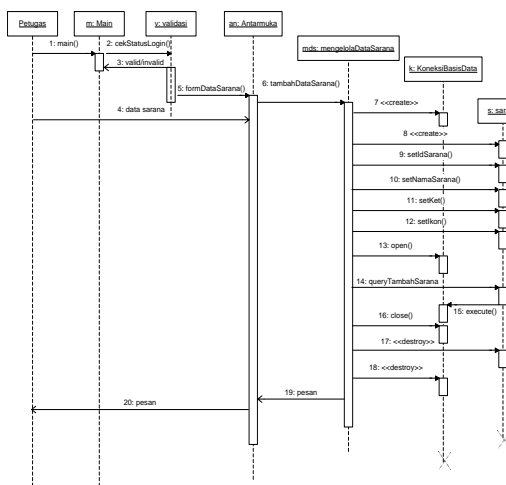 Petugas
m: Main
v: validasi
an: Antarmuka
mds: mengelolaDataSarana
k: KoneksiBasisData
s: sar
1: main()
2: cekStatusLogin()
3: valid/invalid
5: formDataSarana()
4: data sarana
6: tambahDataSarana()
7 <<create>>
8 <<create>>
9: setIdSarana()
10: setNamaSarana()
11: setKet()
12: setIkon()
13: open()
14: queryTambahSarana
15: execute()
16: close()
17: <<destroy>>
18: <<destroy>>
19: pesan
20: pesan